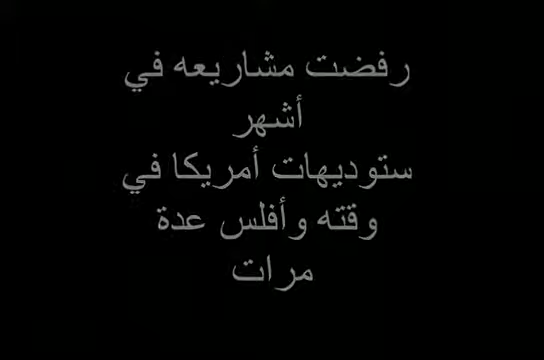 رفضت مشاريعه في
أشهر
ستوديهات أمريكا في
وقته وأفلس عدة
مرات